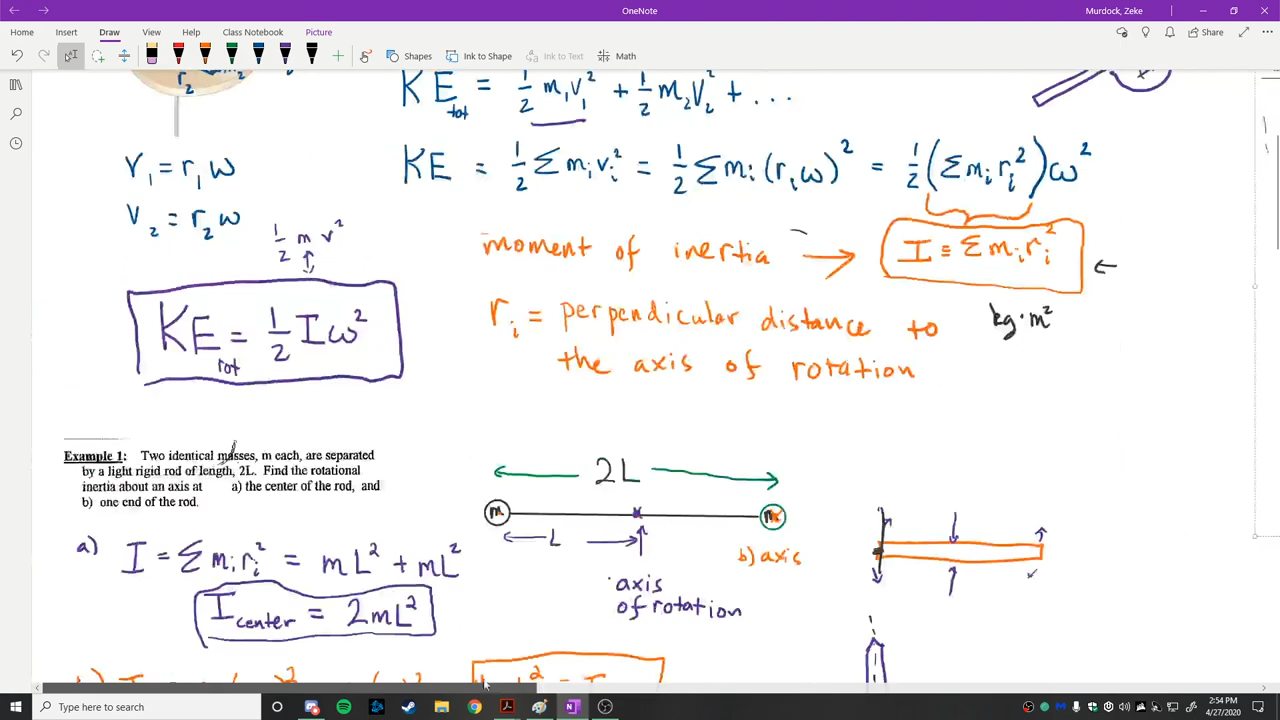 OneNote
Murdock, Zeke
Home Insert Draw View Help Class Notebook Picture
Share
Shapes Ink to Shape Ink to Text Math
r₂
KE_tot = ½ m₁v₁² + ½ m₂v₂² + ...
V₁ = r₁ω
KE = ½ Σ mᵢvᵢ² = ½ Σ mᵢ (rᵢω)² = ½ (Σ mᵢrᵢ²) ω²
V₂ = r₂ω
½ m v²
moment of inertia → I ≡ Σ mᵢrᵢ² ←
KE_rot = ½ I ω²
rᵢ = perpendicular distance to
the axis of rotation
kg·m²
Example 1: Two identical masses, m each, are separated
by a light rigid rod of length, 2L. Find the rotational
inertia about an axis at a) the center of the rod, and
b) one end of the rod.
2L
m m
L
b) axis
axis
of rotation
a) I = Σ mᵢrᵢ² = mL² + mL²
I_center = 2mL²
Type here to search
2:54 PM
4/27/2020